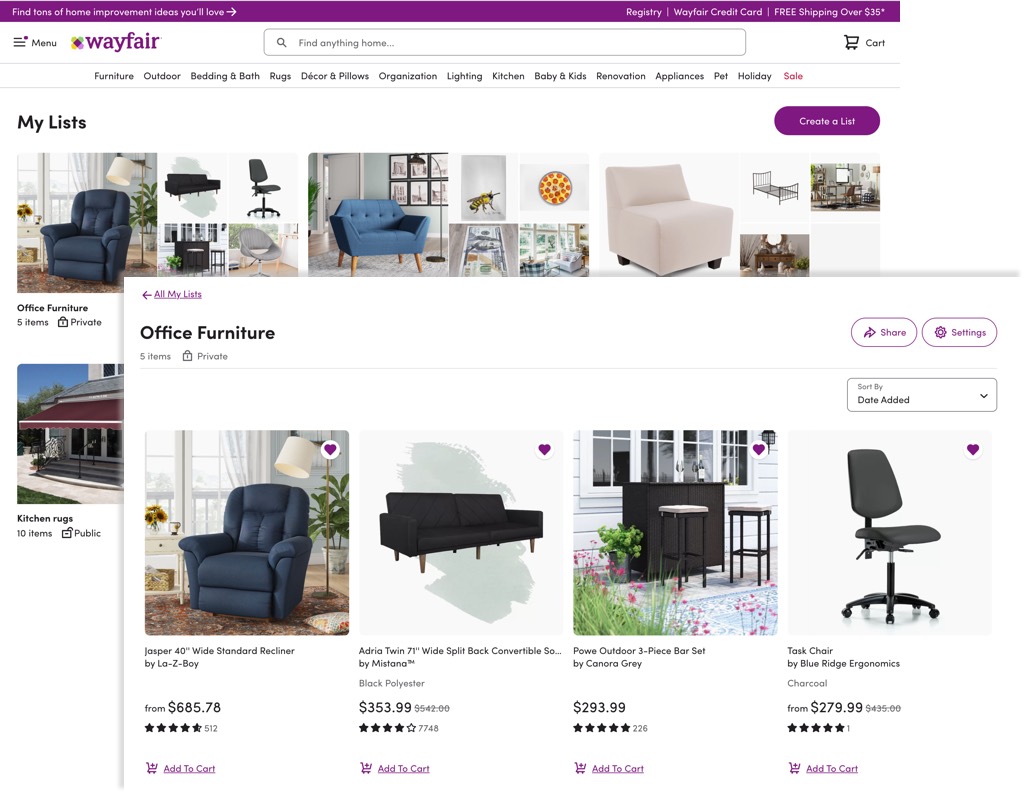 Find tons of home improvement ideas you'll love
Registry | Wayfair Credit Card | FREE Shipping Over $35*
Menu
wayfair
Find anything home...
Cart
Furniture Outdoor Bedding & Bath Rugs Décor & Pillows Organization Lighting Kitchen Baby & Kids Renovation Appliances Pet Holiday Sale
My Lists
Create a List
Office Furniture
5 items Private
Kitchen rugs
10 items Public
All My Lists
Office Furniture
Share
Settings
5 items Private
Sort By
Date Added
Jasper 40" Wide Standard Recliner
by La-Z-Boy
from $685.78
512
Add To Cart
Adria Twin 71" Wide Split Back Convertible So...
by Mistana™
Black Polyester
$353.99 $542.00
7748
Add To Cart
Powe Outdoor 3-Piece Bar Set
by Canora Grey
$293.99
226
Add To Cart
Task Chair
by Blue Ridge Ergonomics
Charcoal
from $279.99 $435.00
1
Add To Cart